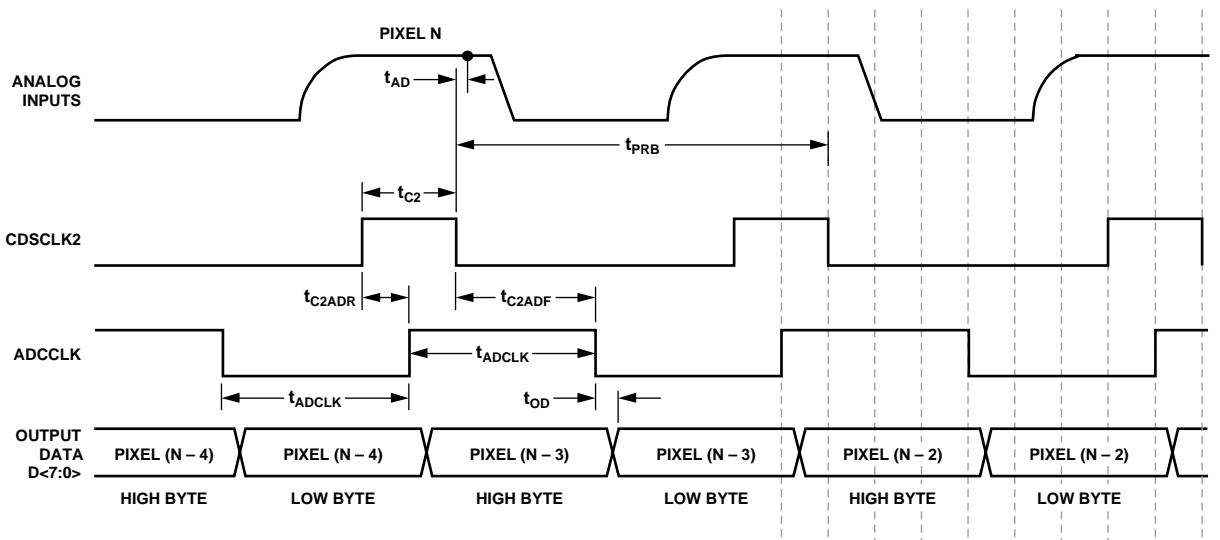 PIXEL N
ANALOG
INPUTS
tAD
tPRB
tC2
CDSCLK2
tC2ADR
tC2ADF
ADCCLK
tADCLK
tADCLK
tOD
OUTPUT
DATA
D<7:0>
PIXEL (N – 4)
PIXEL (N – 4)
PIXEL (N – 3)
PIXEL (N – 3)
PIXEL (N – 2)
PIXEL (N – 2)
HIGH BYTE
LOW BYTE
HIGH BYTE
LOW BYTE
HIGH BYTE
LOW BYTE